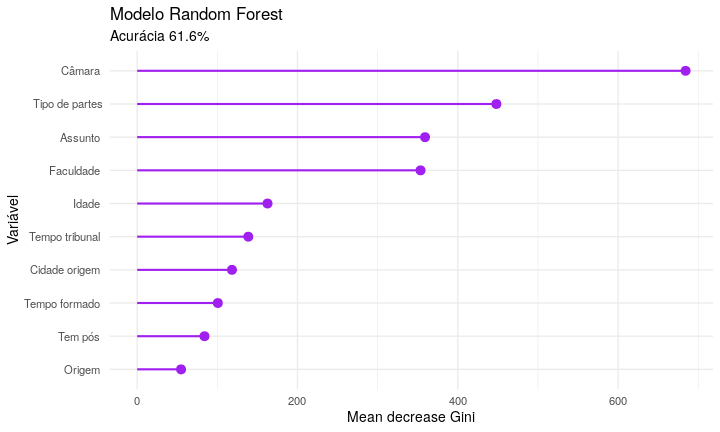 Modelo Random Forest
Acurácia 61.6%
Variável
Câmara
Tipo de partes
Assunto
Faculdade
Idade
Tempo tribunal
Cidade origem
Tempo formado
Tem pós
Origem
0 200 400 600
Mean decrease Gini